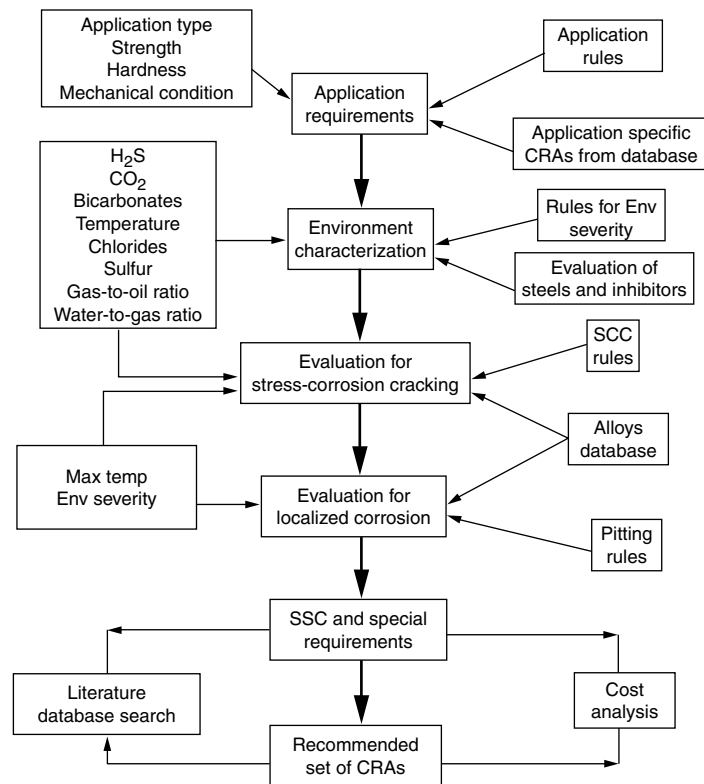 Application type
Strength
Hardness
Mechanical condition
Application
rules
Application
requirements
Application specific
CRAs from database
H₂S
CO₂
Bicarbonates
Temperature
Chlorides
Sulfur
Gas-to-oil ratio
Water-to-gas ratio
Environment
characterization
Rules for Env
severity
Evaluation of
steels and inhibitors
Evaluation for
stress-corrosion cracking
SCC
rules
Alloys
database
Max temp
Env severity
Evaluation for
localized corrosion
Pitting
rules
SSC and special
requirements
Literature
database search
Cost
analysis
Recommended
set of CRAs